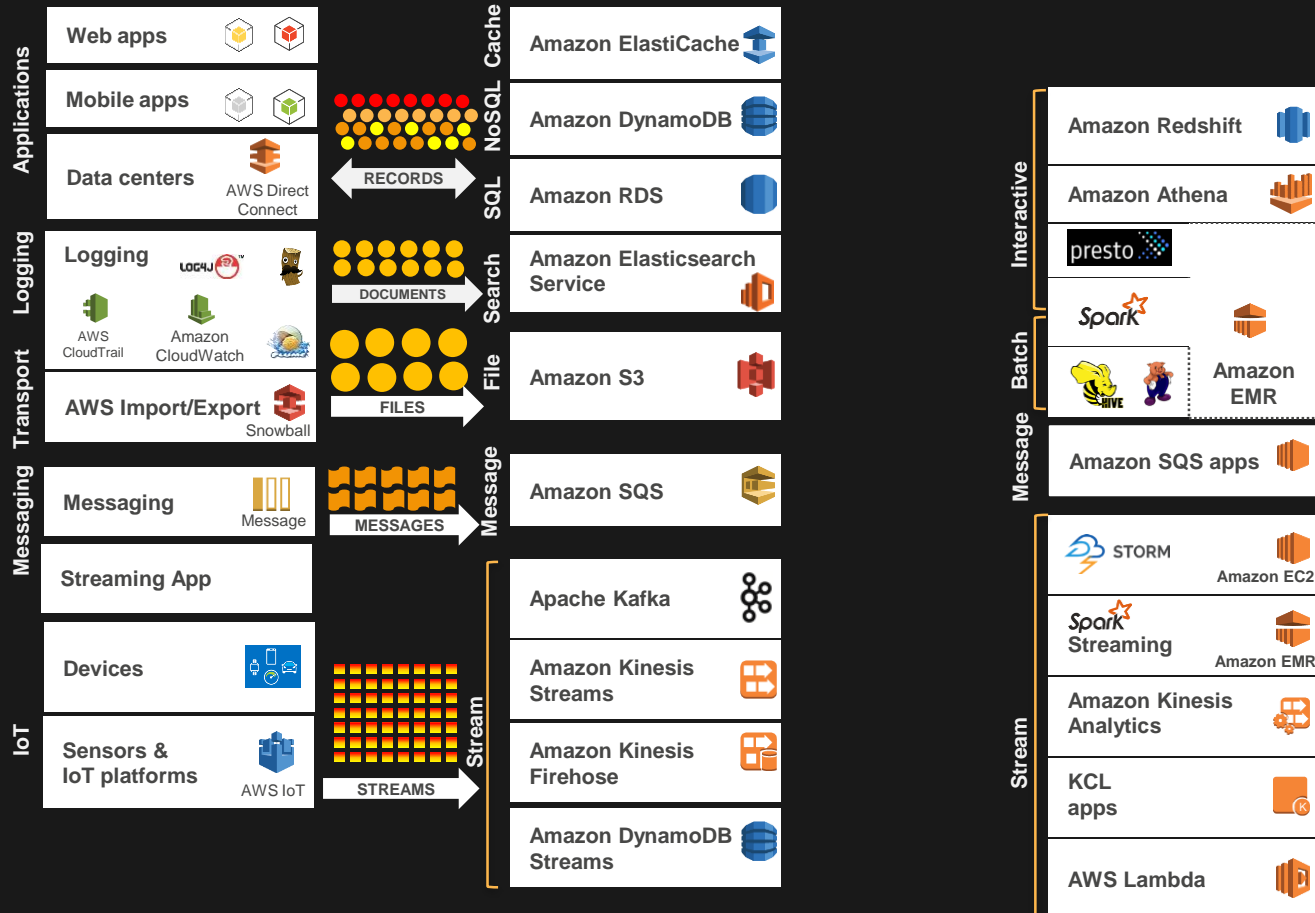 Applications
Web apps
Mobile apps
Data centers
AWS Direct
Connect
Logging
Logging
LOG4J
TM
AWS
CloudTrail
Amazon
CloudWatch
Transport
AWS Import/Export
Snowball
Messaging
Messaging
Message
Streaming App
IoT
Devices
Sensors &
IoT platforms
AWS IoT
RECORDS
DOCUMENTS
FILES
MESSAGES
STREAMS
Cache
Amazon ElastiCache
NoSQL
Amazon DynamoDB
SQL
Amazon RDS
Search
Amazon Elasticsearch
Service
File
Amazon S3
Message
Amazon SQS
Stream
Apache Kafka
Amazon Kinesis
Streams
Amazon Kinesis
Firehose
Amazon DynamoDB
Streams
Interactive
Amazon Redshift
Amazon Athena
presto
Spark
Batch
HIVE
Amazon
EMR
Message
Amazon SQS apps
Stream
STORM
Amazon EC2
Spark
Streaming
Amazon EMR
Amazon Kinesis
Analytics
KCL
apps
K
AWS Lambda